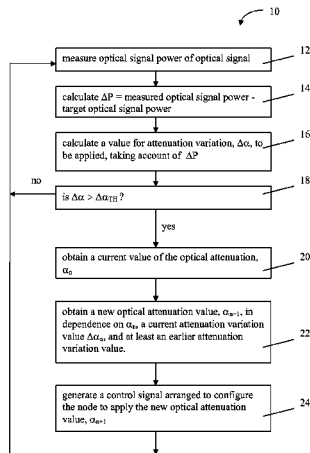 10
measure optical signal power of optical signal
12
calculate ΔP = measured optical signal power -
target optical signal power
14
calculate a value for attenuation variation, Δα, to
be applied, taking account of ΔP
16
no
is Δα > Δα_TH ?
18
yes
obtain a current value of the optical attenuation,
α_n
20
obtain a new optical attenuation value, α_n+1, in
dependence on α_n, a current attenuation variation
value Δα_n, and at least an earlier attenuation
variation value.
22
generate a control signal arranged to configure
the node to apply the new optical attenuation
value, α_n+1
24